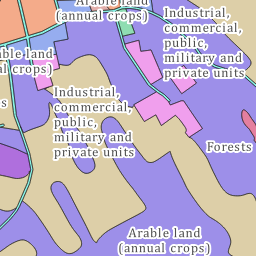 Arable land
(annual crops)
Industrial,
commercial,
public,
military and
private units
able land
al crops)
Industrial,
commercial,
public,
military and
private units
Forests
Arable land
(annual crops)